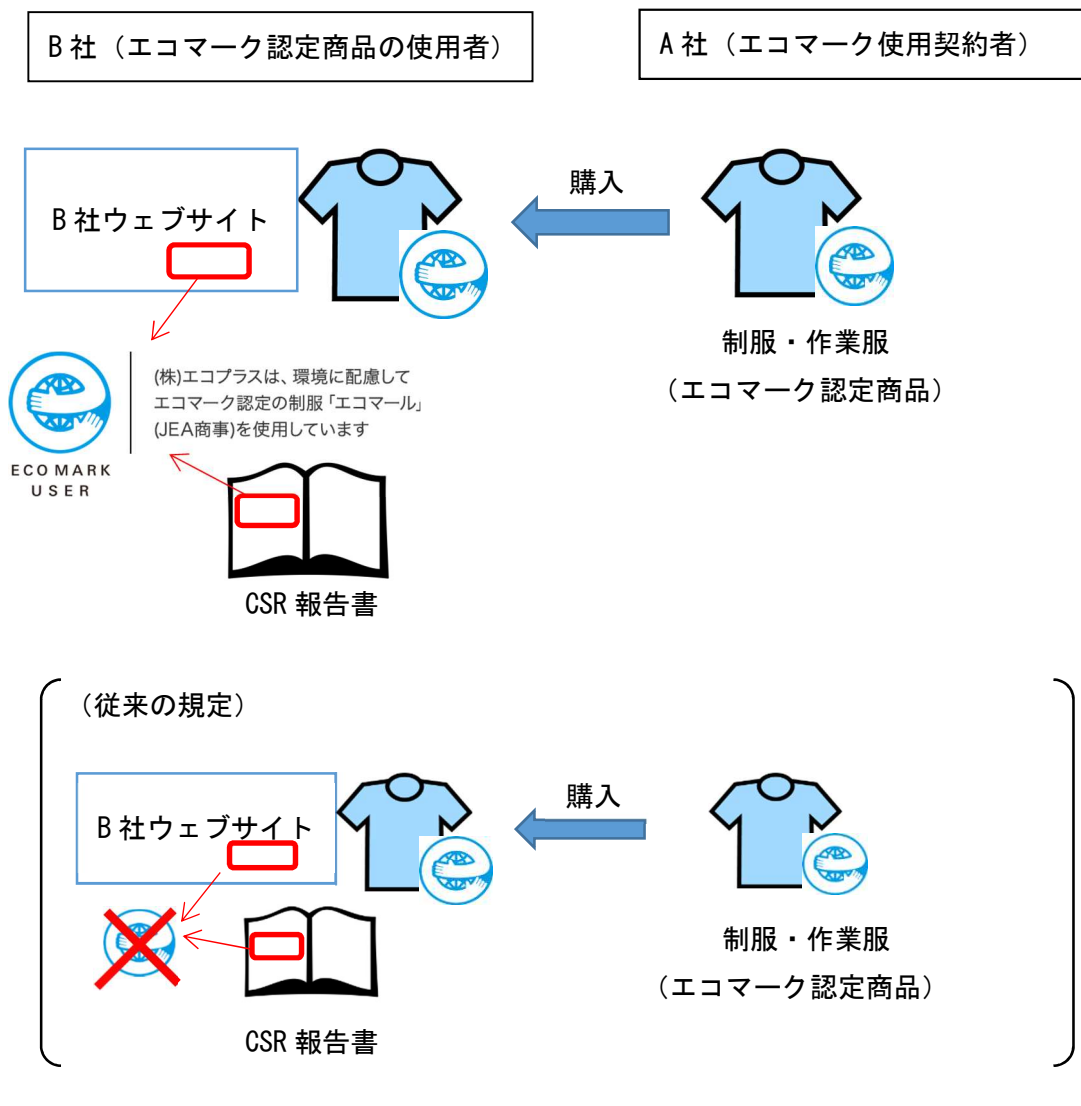 B社（エコマーク認定商品の使用者）
A社（エコマーク使用契約者）
購入
B社ウェブサイト
制服・作業服
（エコマーク認定商品）
(株)エコプラスは、環境に配慮して
エコマーク認定の制服「エコマール」
(JEA商事)を使用しています
ECO MARK
USER
CSR 報告書
（従来の規定）
購入
B社ウェブサイト
制服・作業服
（エコマーク認定商品）
CSR 報告書